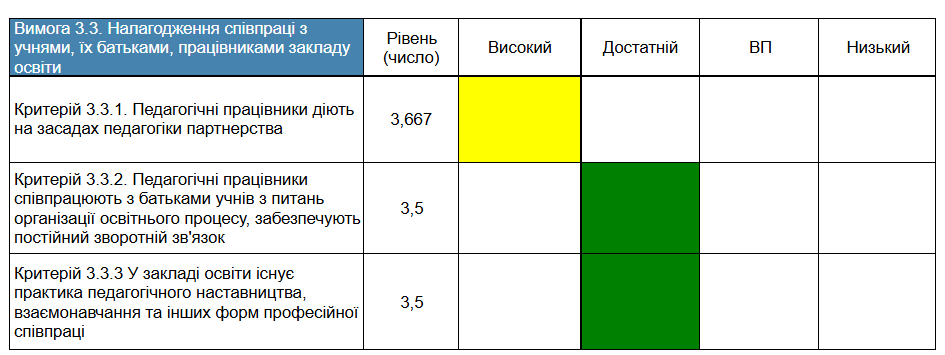 Вимога 3.3. Налагодження співпраці з
учнями, їх батьками, працівниками закладу
освіти
Рівень
(число)
Високий
Достатній
ВП
Низький
Критерій 3.3.1. Педагогічні працівники діють
на засадах педагогіки партнерства
3,667
Критерій 3.3.2. Педагогічні працівники
співпрацюють з батьками учнів з питань
організації освітнього процесу, забезпечують
постійний зворотній зв'язок
3,5
Критерій 3.3.3 У закладі освіти існує
практика педагогічного наставництва,
взаємонавчання та інших форм професійної
співпраці
3,5